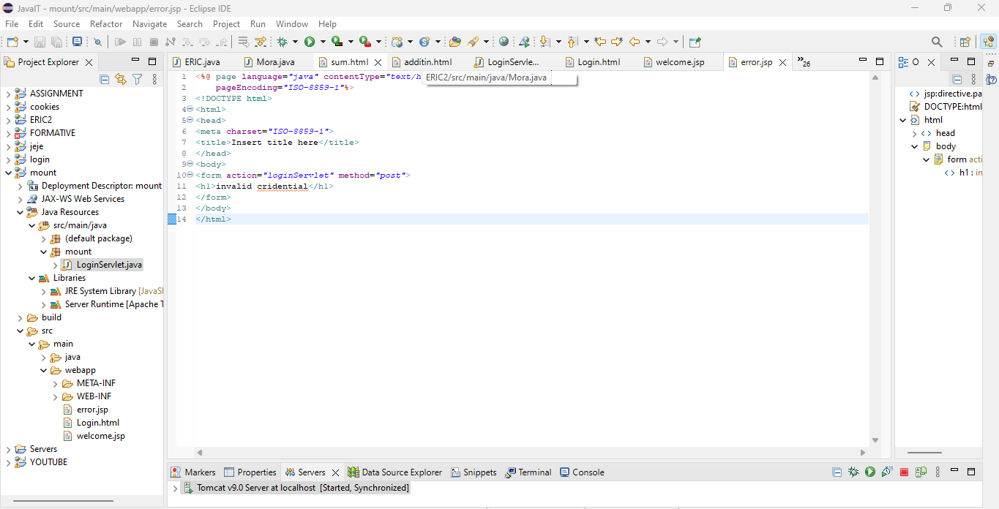 JavaIT - mount/src/main/webapp/error.jsp - Eclipse IDE
File Edit Source Refactor Navigate Search Project Run Window Help
Project Explorer
ERIC.java Mora.java sum.html additin.html LoginServle... Login.html welcome.jsp error.jsp 26
O
ERIC2/src/main/java/Mora.java
ASSIGNMENT
cookies
ERIC2
FORMATIVE
jeje
login
mount
Deployment Descriptor: mount
JAX-WS Web Services
Java Resources
src/main/java
(default package)
mount
LoginServlet.java
Libraries
JRE System Library [JavaS
Server Runtime [Apache T
build
src
main
java
webapp
META-INF
WEB-INF
error.jsp
Login.html
welcome.jsp
Servers
YOUTUBE
1 <%@ page language="java" contentType="text/h
2 pageEncoding="ISO-8859-1"%>
3 <!DOCTYPE html>
4 <html>
5 <head>
6 <meta charset="ISO-8859-1">
7 <title>Insert title here</title>
8 </head>
9 <body>
10 <form action="loginServlet" method="post">
11 <h1>invalid cridential</h1>
12 </form>
13 </body>
14 </html>
jsp:directive.pa
DOCTYPE:html
html
head
body
form acti
h1 : in
Markers Properties Servers Data Source Explorer Snippets Terminal Console
Tomcat v9.0 Server at localhost [Started, Synchronized]